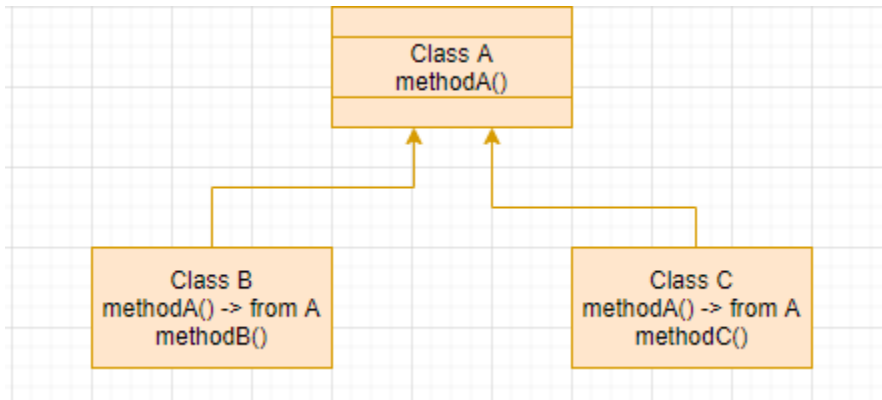 Class A
methodA()
Class B
methodA() -> from A
methodB()
Class C
methodA() -> from A
methodC()